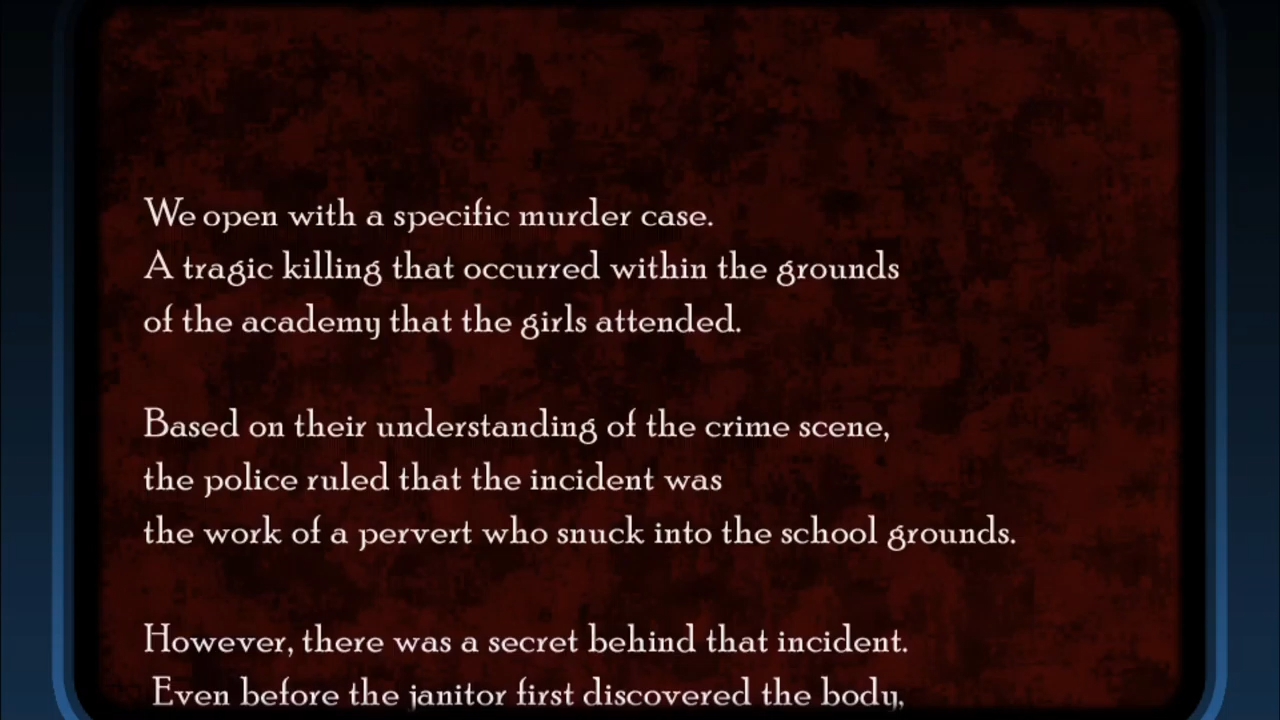 We open with a specific murder case.
A tragic killing that occurred within the grounds
of the academy that the girls attended.
Based on their understanding of the crime scene,
the police ruled that the incident was
the work of a pervert who snuck into the school grounds.
However, there was a secret behind that incident.
Even before the janitor first discovered the body,